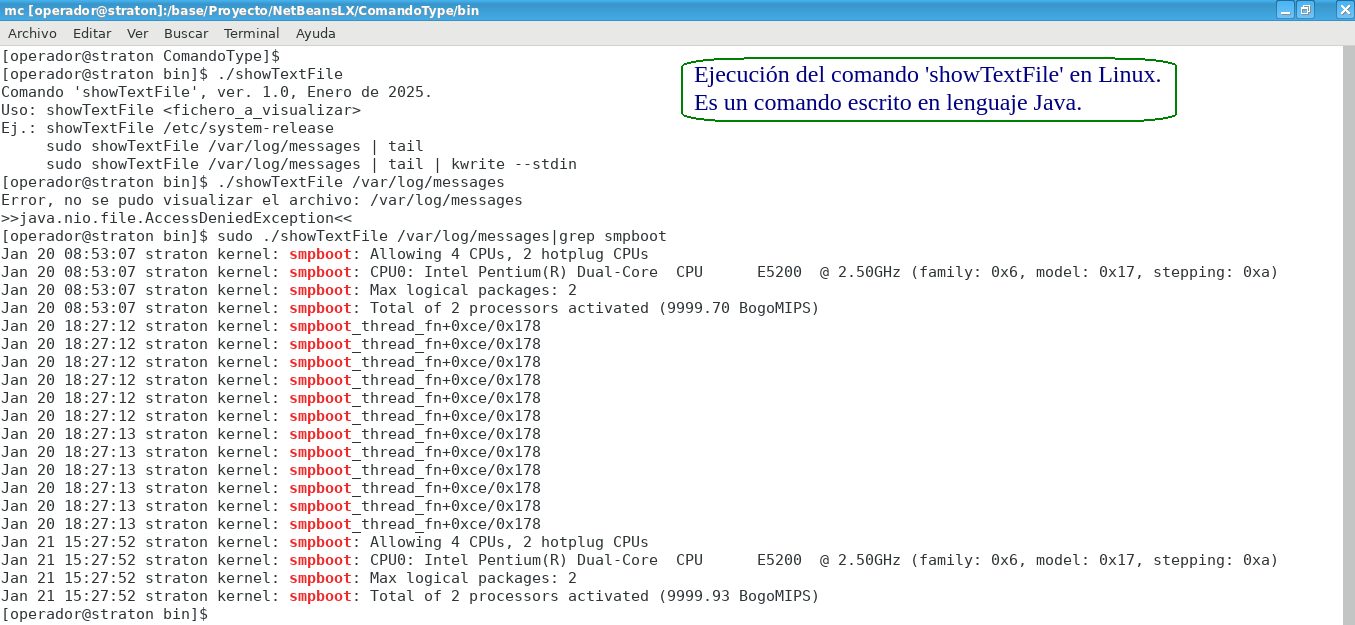 mc [operador@straton]:/base/Proyecto/NetBeansLX/ComandoType/bin
Archivo Editar Ver Buscar Terminal Ayuda
[operador@straton ComandoType]$
[operador@straton bin]$ ./showTextFile
Comando 'showTextFile', ver. 1.0, Enero de 2025.
Uso: showTextFile <fichero_a_visualizar>
Ej.: showTextFile /etc/system-release
     sudo showTextFile /var/log/messages | tail
     sudo showTextFile /var/log/messages | tail | kwrite --stdin
Ejecución del comando 'showTextFile' en Linux.
Es un comando escrito en lenguaje Java.
[operador@straton bin]$ ./showTextFile /var/log/messages
Error, no se pudo visualizar el archivo: /var/log/messages
>>java.nio.file.AccessDeniedException<<
[operador@straton bin]$ sudo ./showTextFile /var/log/messages|grep smpboot
Jan 20 08:53:07 straton kernel: smpboot: Allowing 4 CPUs, 2 hotplug CPUs
Jan 20 08:53:07 straton kernel: smpboot: CPU0: Intel Pentium(R) Dual-Core  CPU      E5200  @ 2.50GHz (family: 0x6, model: 0x17, stepping: 0xa)
Jan 20 08:53:07 straton kernel: smpboot: Max logical packages: 2
Jan 20 08:53:07 straton kernel: smpboot: Total of 2 processors activated (9999.70 BogoMIPS)
Jan 20 18:27:12 straton kernel: smpboot_thread_fn+0xce/0x178
Jan 20 18:27:12 straton kernel: smpboot_thread_fn+0xce/0x178
Jan 20 18:27:12 straton kernel: smpboot_thread_fn+0xce/0x178
Jan 20 18:27:12 straton kernel: smpboot_thread_fn+0xce/0x178
Jan 20 18:27:12 straton kernel: smpboot_thread_fn+0xce/0x178
Jan 20 18:27:12 straton kernel: smpboot_thread_fn+0xce/0x178
Jan 20 18:27:13 straton kernel: smpboot_thread_fn+0xce/0x178
Jan 20 18:27:13 straton kernel: smpboot_thread_fn+0xce/0x178
Jan 20 18:27:13 straton kernel: smpboot_thread_fn+0xce/0x178
Jan 20 18:27:13 straton kernel: smpboot_thread_fn+0xce/0x178
Jan 20 18:27:13 straton kernel: smpboot_thread_fn+0xce/0x178
Jan 20 18:27:13 straton kernel: smpboot_thread_fn+0xce/0x178
Jan 21 15:27:52 straton kernel: smpboot: Allowing 4 CPUs, 2 hotplug CPUs
Jan 21 15:27:52 straton kernel: smpboot: CPU0: Intel Pentium(R) Dual-Core  CPU      E5200  @ 2.50GHz (family: 0x6, model: 0x17, stepping: 0xa)
Jan 21 15:27:52 straton kernel: smpboot: Max logical packages: 2
Jan 21 15:27:52 straton kernel: smpboot: Total of 2 processors activated (9999.93 BogoMIPS)
[operador@straton bin]$